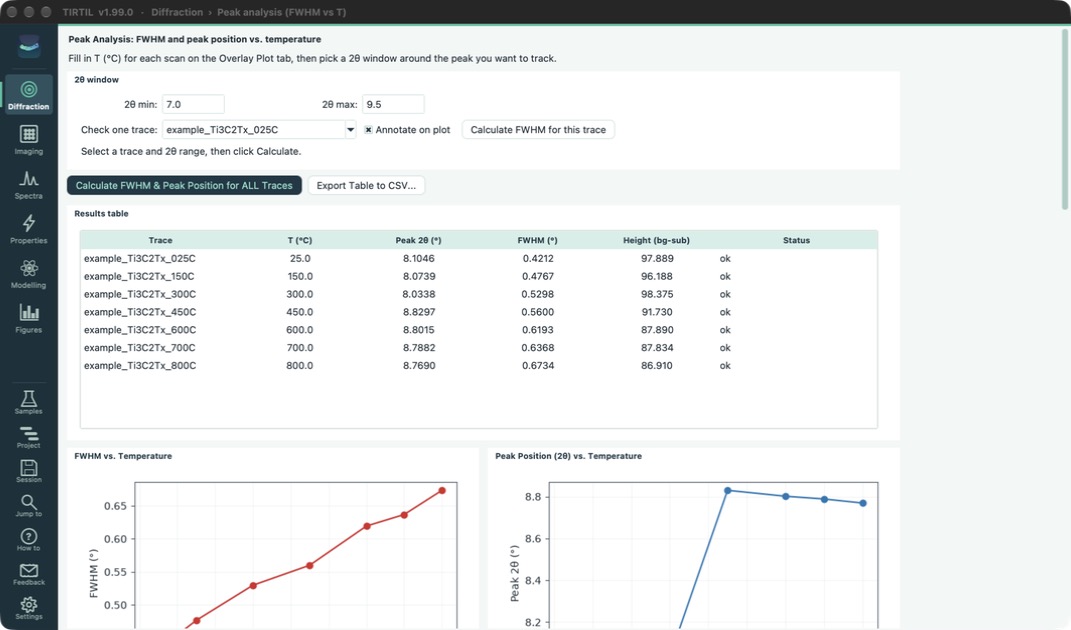 TIRTIL v1.99.0 · Diffraction › Peak analysis (FWHM vs T)
Diffraction
Imaging
Spectra
Properties
Modelling
Figures
Samples
Project
Session
Jump to
How to
Feedback
Settings
Peak Analysis: FWHM and peak position vs. temperature
Fill in T (°C) for each scan on the Overlay Plot tab, then pick a 2θ window around the peak you want to track.
2θ window
2θ min: 7.0 2θ max: 9.5
Check one trace: example_Ti3C2Tx_025C Annotate on plot Calculate FWHM for this trace
Select a trace and 2θ range, then click Calculate.
Calculate FWHM & Peak Position for ALL Traces Export Table to CSV...
Results table
Trace T (°C) Peak 2θ (°) FWHM (°) Height (bg-sub) Status
example_Ti3C2Tx_025C 25.0 8.1046 0.4212 97.889 ok
example_Ti3C2Tx_150C 150.0 8.0739 0.4767 96.188 ok
example_Ti3C2Tx_300C 300.0 8.0338 0.5298 98.375 ok
example_Ti3C2Tx_450C 450.0 8.8297 0.5600 91.730 ok
example_Ti3C2Tx_600C 600.0 8.8015 0.6193 87.890 ok
example_Ti3C2Tx_700C 700.0 8.7882 0.6368 87.834 ok
example_Ti3C2Tx_800C 800.0 8.7690 0.6734 86.910 ok
FWHM vs. Temperature
0.65
0.60
0.55
0.50
FWHM (°)
Peak Position (2θ) vs. Temperature
8.8
8.6
8.4
8.2
Peak 2θ (°)